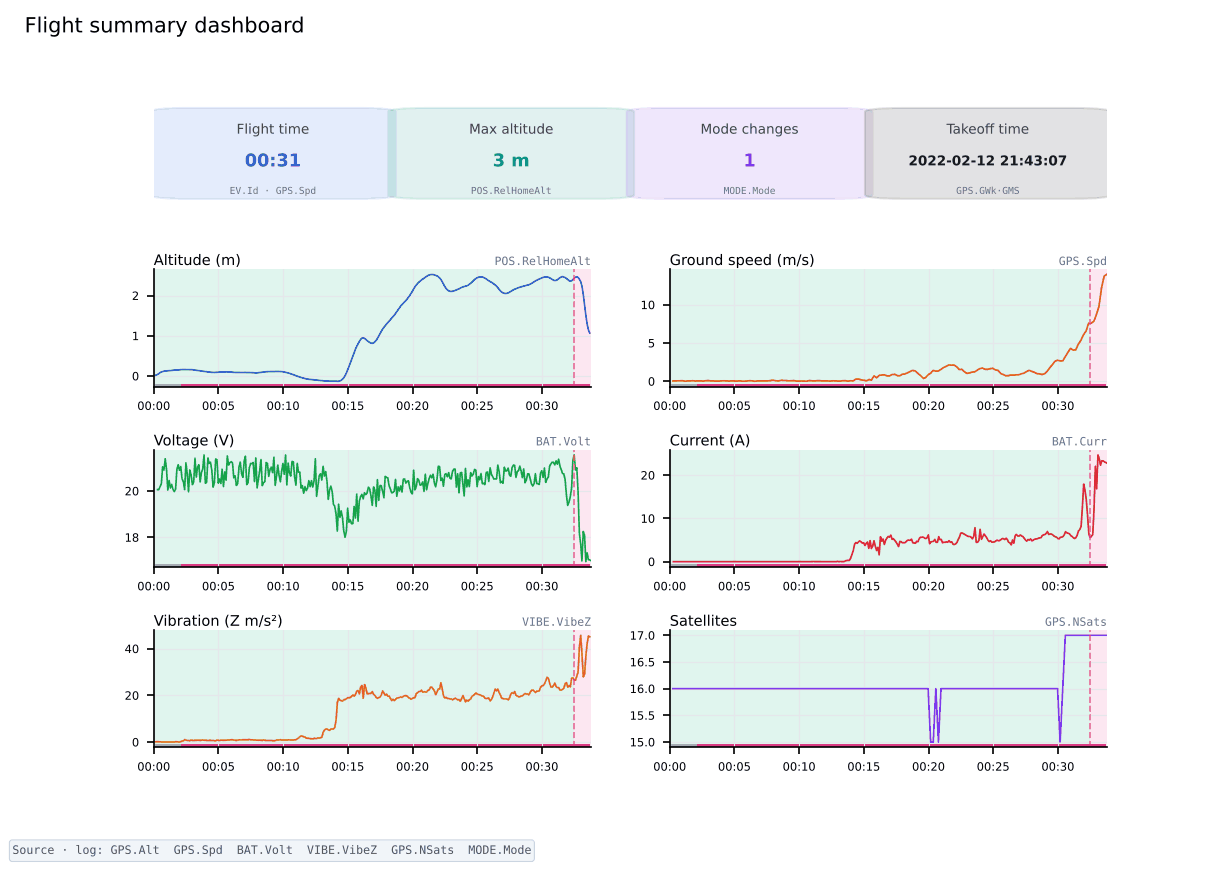 Flight summary dashboard
Flight time
00:31
EV.Id · GPS.Spd
Max altitude
3 m
POS.RelHomeAlt
Mode changes
1
MODE.Mode
Takeoff time
2022-02-12 21:43:07
GPS.GWk·GMS
Altitude (m) POS.RelHomeAlt
2
1
0
00:00 00:05 00:10 00:15 00:20 00:25 00:30
Ground speed (m/s) GPS.Spd
10
5
0
00:00 00:05 00:10 00:15 00:20 00:25 00:30
Voltage (V) BAT.Volt
20
18
00:00 00:05 00:10 00:15 00:20 00:25 00:30
Current (A) BAT.Curr
20
10
0
00:00 00:05 00:10 00:15 00:20 00:25 00:30
Vibration (Z m/s²) VIBE.VibeZ
40
20
0
00:00 00:05 00:10 00:15 00:20 00:25 00:30
Satellites GPS.NSats
17.0
16.5
16.0
15.5
15.0
00:00 00:05 00:10 00:15 00:20 00:25 00:30
Source · log: GPS.Alt GPS.Spd BAT.Volt VIBE.VibeZ GPS.NSats MODE.Mode